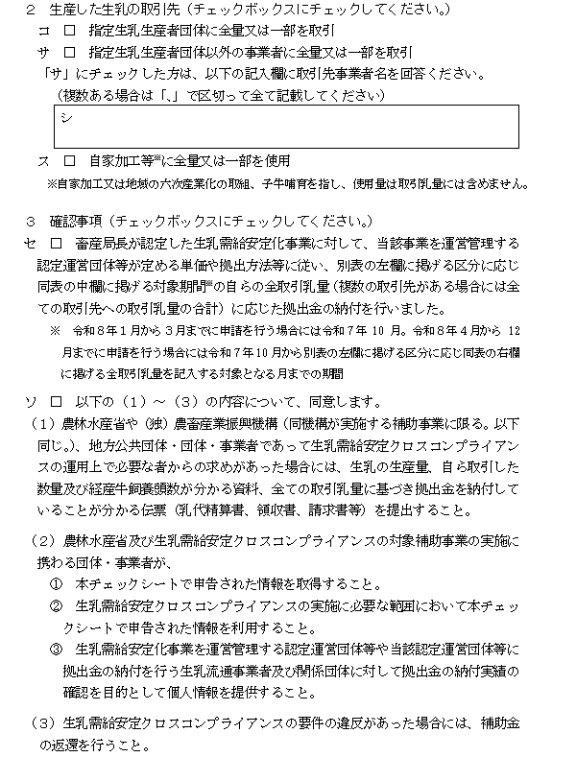 ２　生産した生乳の取引先（チェックボックスにチェックしてください。）
コ　□　指定生乳生産者団体に全量又は一部を取引
サ　□　指定生乳生産者団体以外の事業者に全量又は一部を取引
「サ」にチェックした方は、以下の記入欄に取引先事業者名を回答ください。
（複数ある場合は「、」で区切って全て記載してください）
シ
ス　□　自家加工等※に全量又は一部を使用
※自家加工又は地域の六次産業化の取組、子牛哺育を指し、使用量は取引乳量には含めません。
３　確認事項（チェックボックスにチェックしてください。）
セ　□　畜産局長が認定した生乳需給安定化事業に対して、当該事業を運営管理する
認定運営団体等が定める単価や拠出方法等に従い、別表の左欄に掲げる区分に応じ
同表の中欄に掲げる対象期間※の自らの全取引乳量（複数の取引先がある場合には全
ての取引先への取引乳量の合計）に応じた拠出金の納付を行いました。
※　令和８年１月から３月までに申請を行う場合には令和７年 10 月。令和８年４月から 12
月までに申請を行う場合には令和７年10 月から別表の左欄に掲げる区分に応じ同表の右欄
に掲げる全取引乳量を記入する対象となる月までの期間
ソ　□　以下の（１）～（３）の内容について、同意します。
（１）農林水産省や（独）農畜産業振興機構（同機構が実施する補助事業に限る。以下
同じ。）、地方公共団体・団体・事業者であって生乳需給安定クロスコンプライアン
スの運用上で必要な者からの求めがあった場合には、生乳の生産量、自ら取引した
数量及び経産牛飼養頭数が分かる資料、全ての取引乳量に基づき拠出金を納付して
いることが分かる伝票（乳代精算書、領収書、請求書等）を提出すること。
（２）農林水産省及び生乳需給安定クロスコンプライアンスの対象補助事業の実施に
携わる団体・事業者が、
①　本チェックシートで申告された情報を取得すること。
②　生乳需給安定クロスコンプライアンスの実施に必要な範囲において本チェッ
クシートで申告された情報を利用すること。
③　生乳需給安定化事業を運営管理する認定運営団体等や当該認定運営団体等に
拠出金の納付を行う生乳流通事業者及び関係団体に対して拠出金の納付実績の
確認を目的として個人情報を提供すること。
（３）生乳需給安定クロスコンプライアンスの要件の違反があった場合には、補助金
の返還を行うこと。